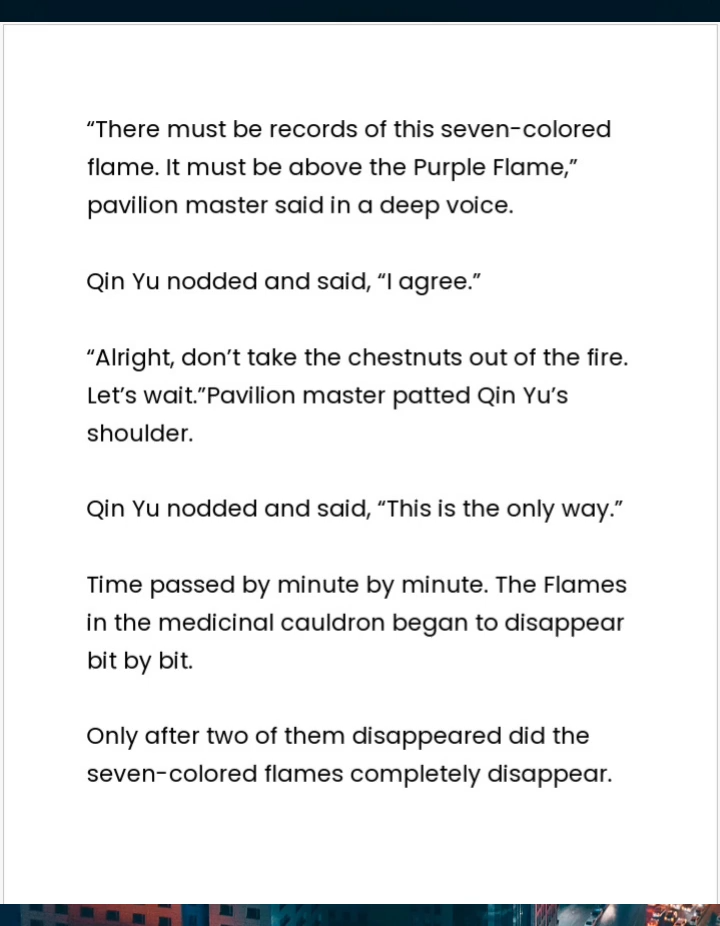 “There must be records of this seven-colored
flame. It must be above the Purple Flame,”
pavilion master said in a deep voice.
Qin Yu nodded and said, “I agree.”
“Alright, don’t take the chestnuts out of the fire.
Let’s wait.”Pavilion master patted Qin Yu’s
shoulder.
Qin Yu nodded and said, “This is the only way.”
Time passed by minute by minute. The Flames
in the medicinal cauldron began to disappear
bit by bit.
Only after two of them disappeared did the
seven-colored flames completely disappear.